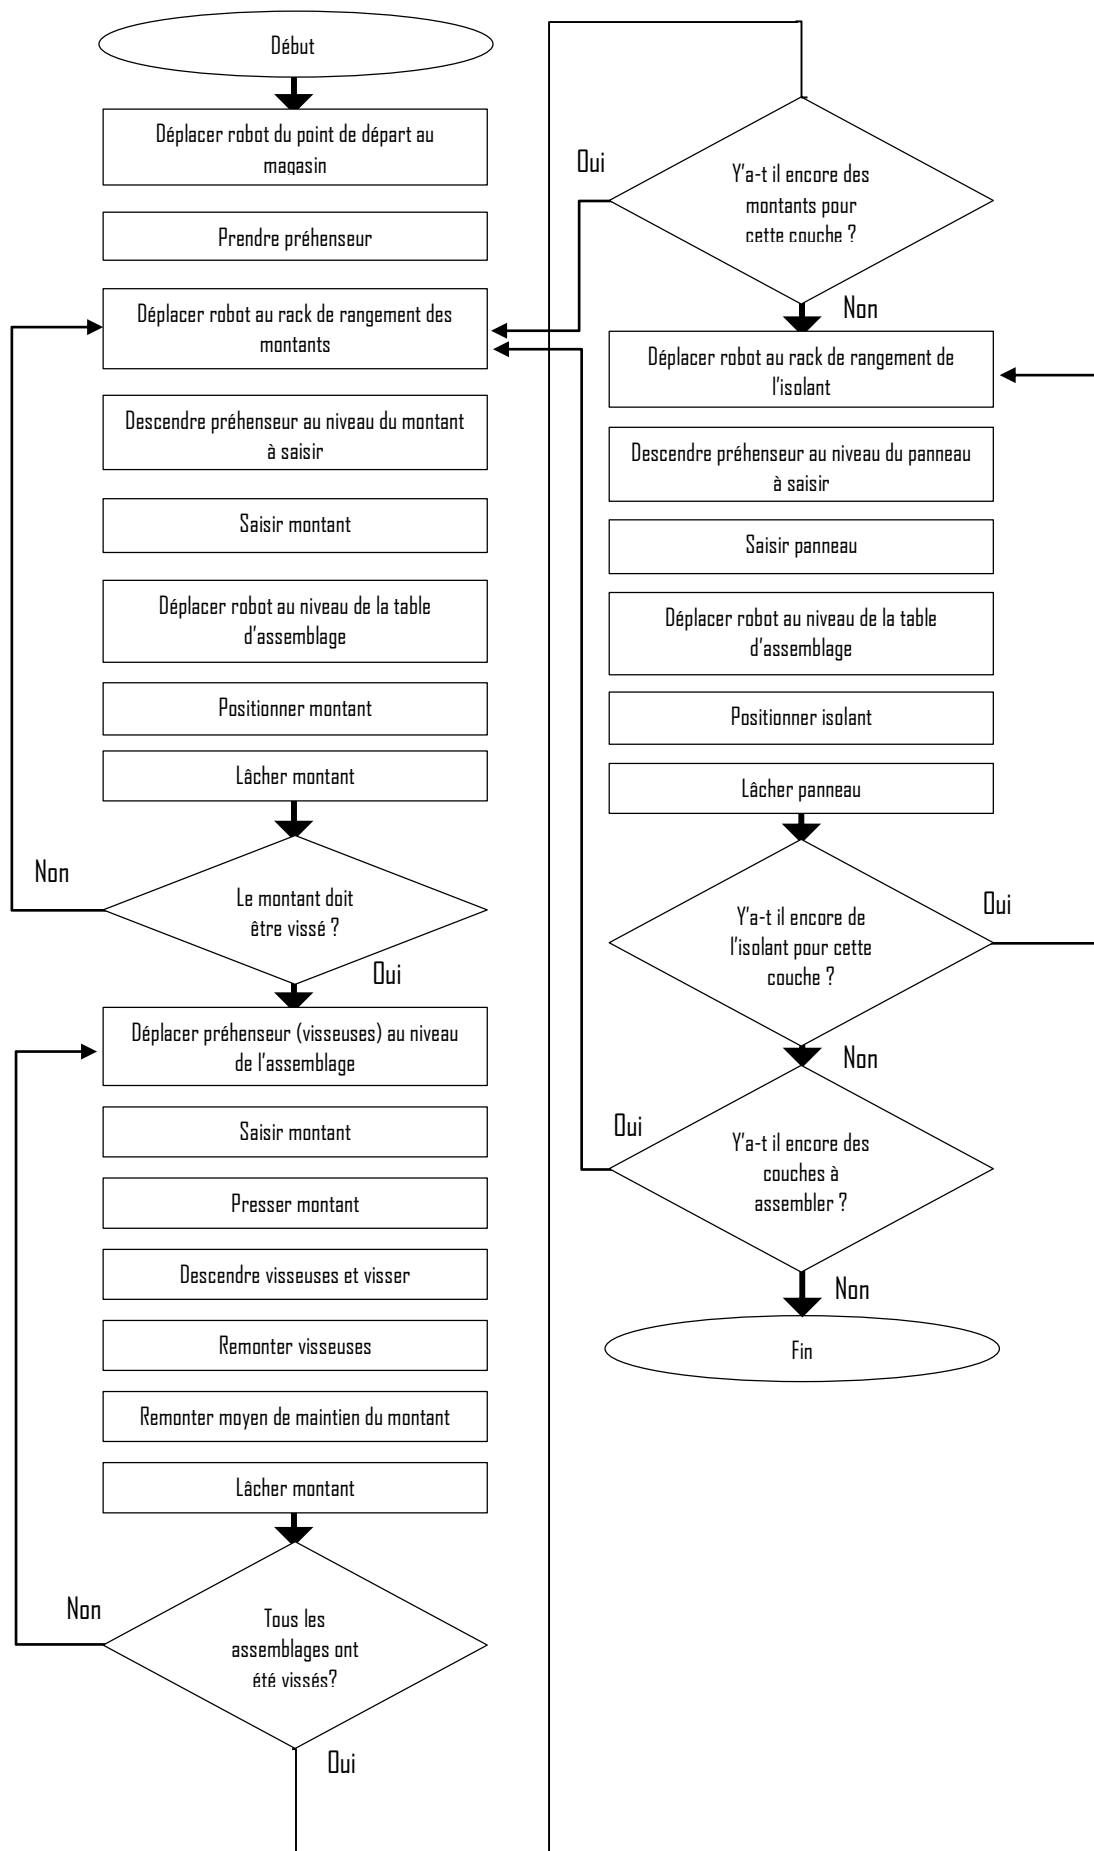 Début
Déplacer robot du point de départ au
magasin
Prendre préhenseur
Déplacer robot au rack de rangement des
montants
Descendre préhenseur au niveau du montant
à saisir
Saisir montant
Déplacer robot au niveau de la table
d'assemblage
Positionner montant
Lâcher montant
Non
Le montant doit
être vissé ?
Oui
Déplacer préhenseur (visseuses) au niveau
de l'assemblage
Saisir montant
Presser montant
Descendre visseuses et visser
Remonter visseuses
Remonter moyen de maintien du montant
Lâcher montant
Non
Tous les
assemblages ont
été vissés?
Oui
Oui
Y'a-t il encore des
montants pour
cette couche ?
Non
Déplacer robot au rack de rangement de
l'isolant
Descendre préhenseur au niveau du panneau
à saisir
Saisir panneau
Déplacer robot au niveau de la table
d'assemblage
Positionner isolant
Lâcher panneau
Y'a-t il encore de
l'isolant pour cette
couche ?
Oui
Non
Oui
Y'a-t il encore des
couches à
assembler ?
Non
Fin